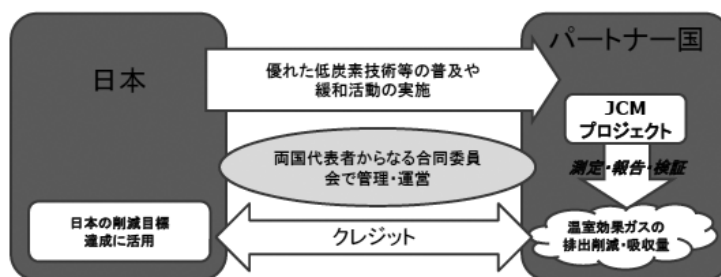 日本
パートナー国
優れた低炭素技術等の普及や
緩和活動の実施
JCM
プロジェクト
両国代表者からなる合同委員
会で管理・運営
測定・報告・検証
日本の削減目標
達成に活用
クレジット
温室効果ガスの
排出削減・吸収量